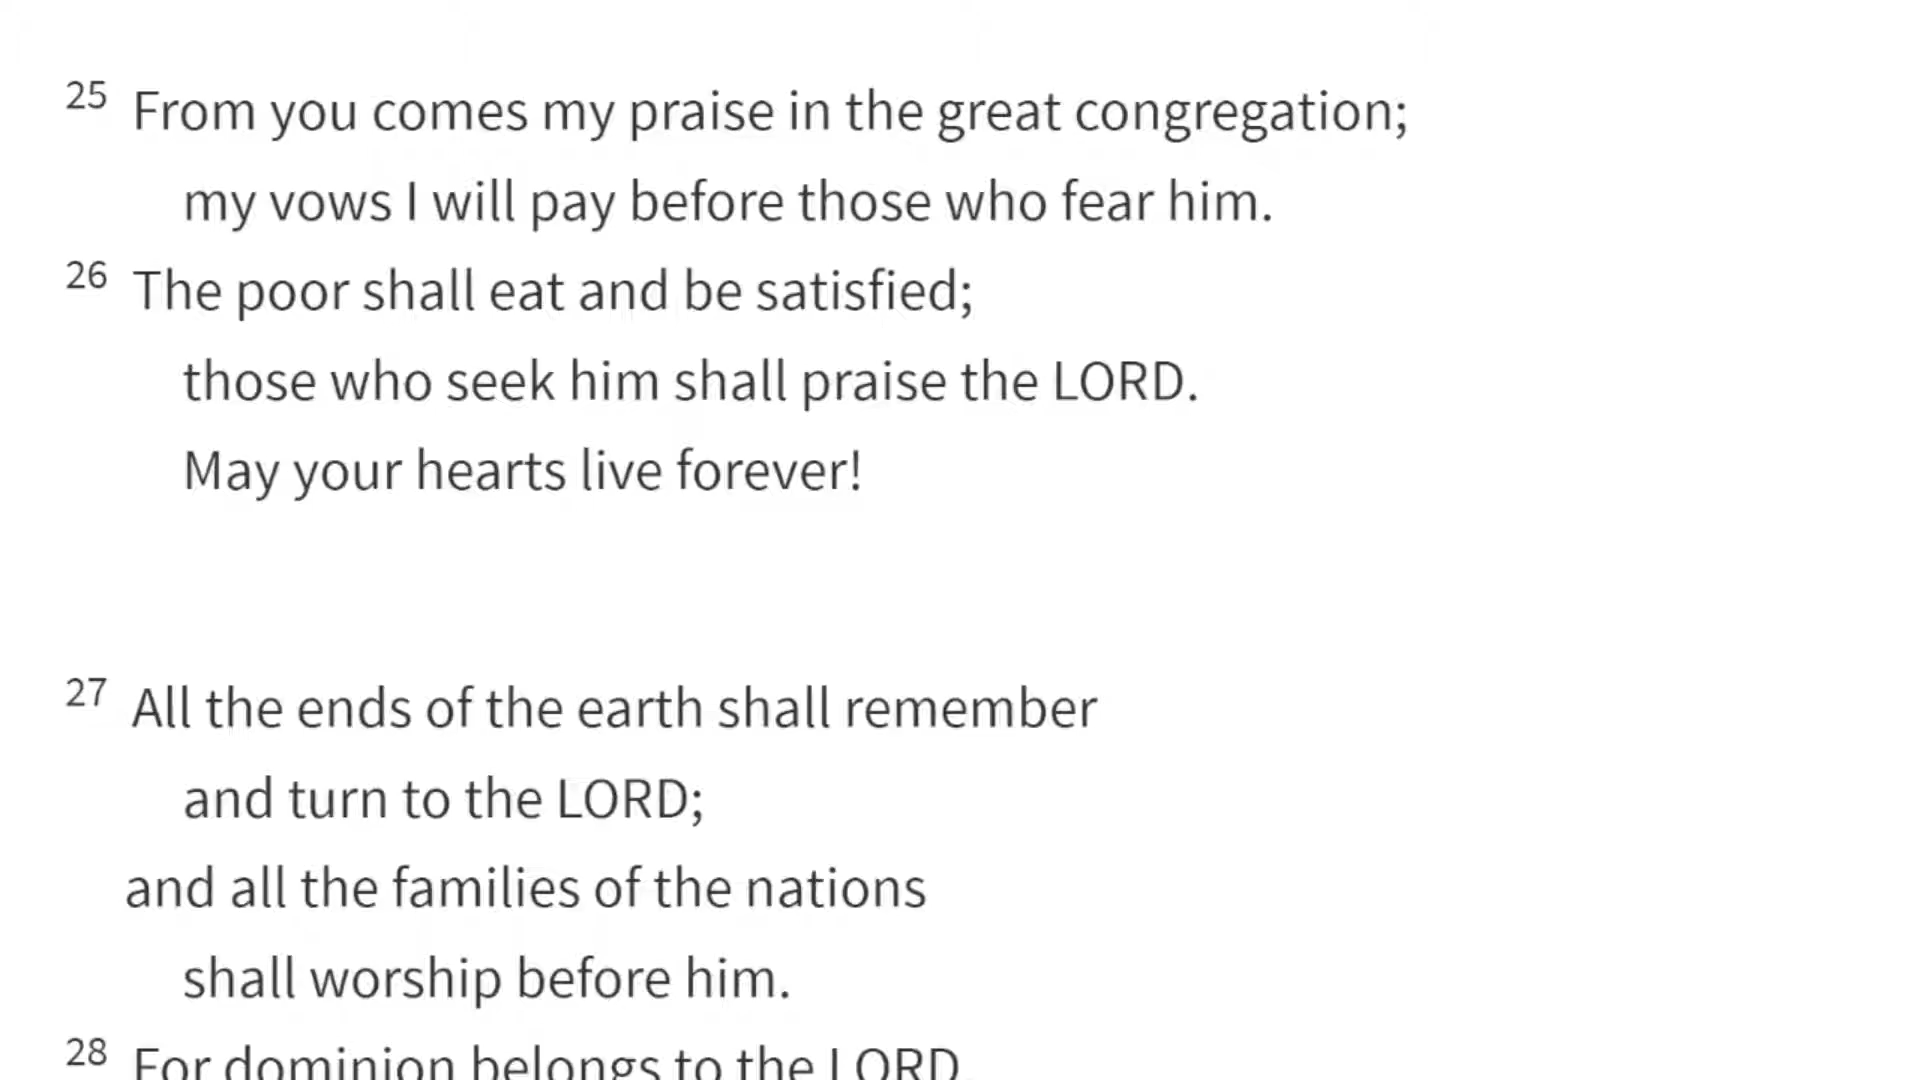 25 From you comes my praise in the great congregation;
my vows I will pay before those who fear him.
26 The poor shall eat and be satisfied;
those who seek him shall praise the LORD.
May your hearts live forever!
27 All the ends of the earth shall remember
and turn to the LORD;
and all the families of the nations
shall worship before him.
28 For dominion belongs to the LORD,